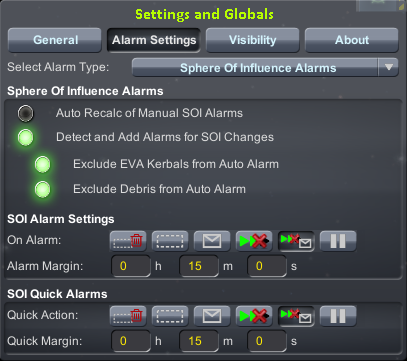 Settings and Globals
General Alarm Settings Visibility About
Select Alarm Type: Sphere Of Influence Alarms
Sphere Of Influence Alarms
Auto Recalc of Manual SOI Alarms
Detect and Add Alarms for SOI Changes
Exclude EVA Kerbals from Auto Alarm
Exclude Debris from Auto Alarm
SOI Alarm Settings
On Alarm:
Alarm Margin: 0 h 15 m 0 s
SOI Quick Alarms
Quick Action:
Quick Margin: 0 h 15 m 0 s